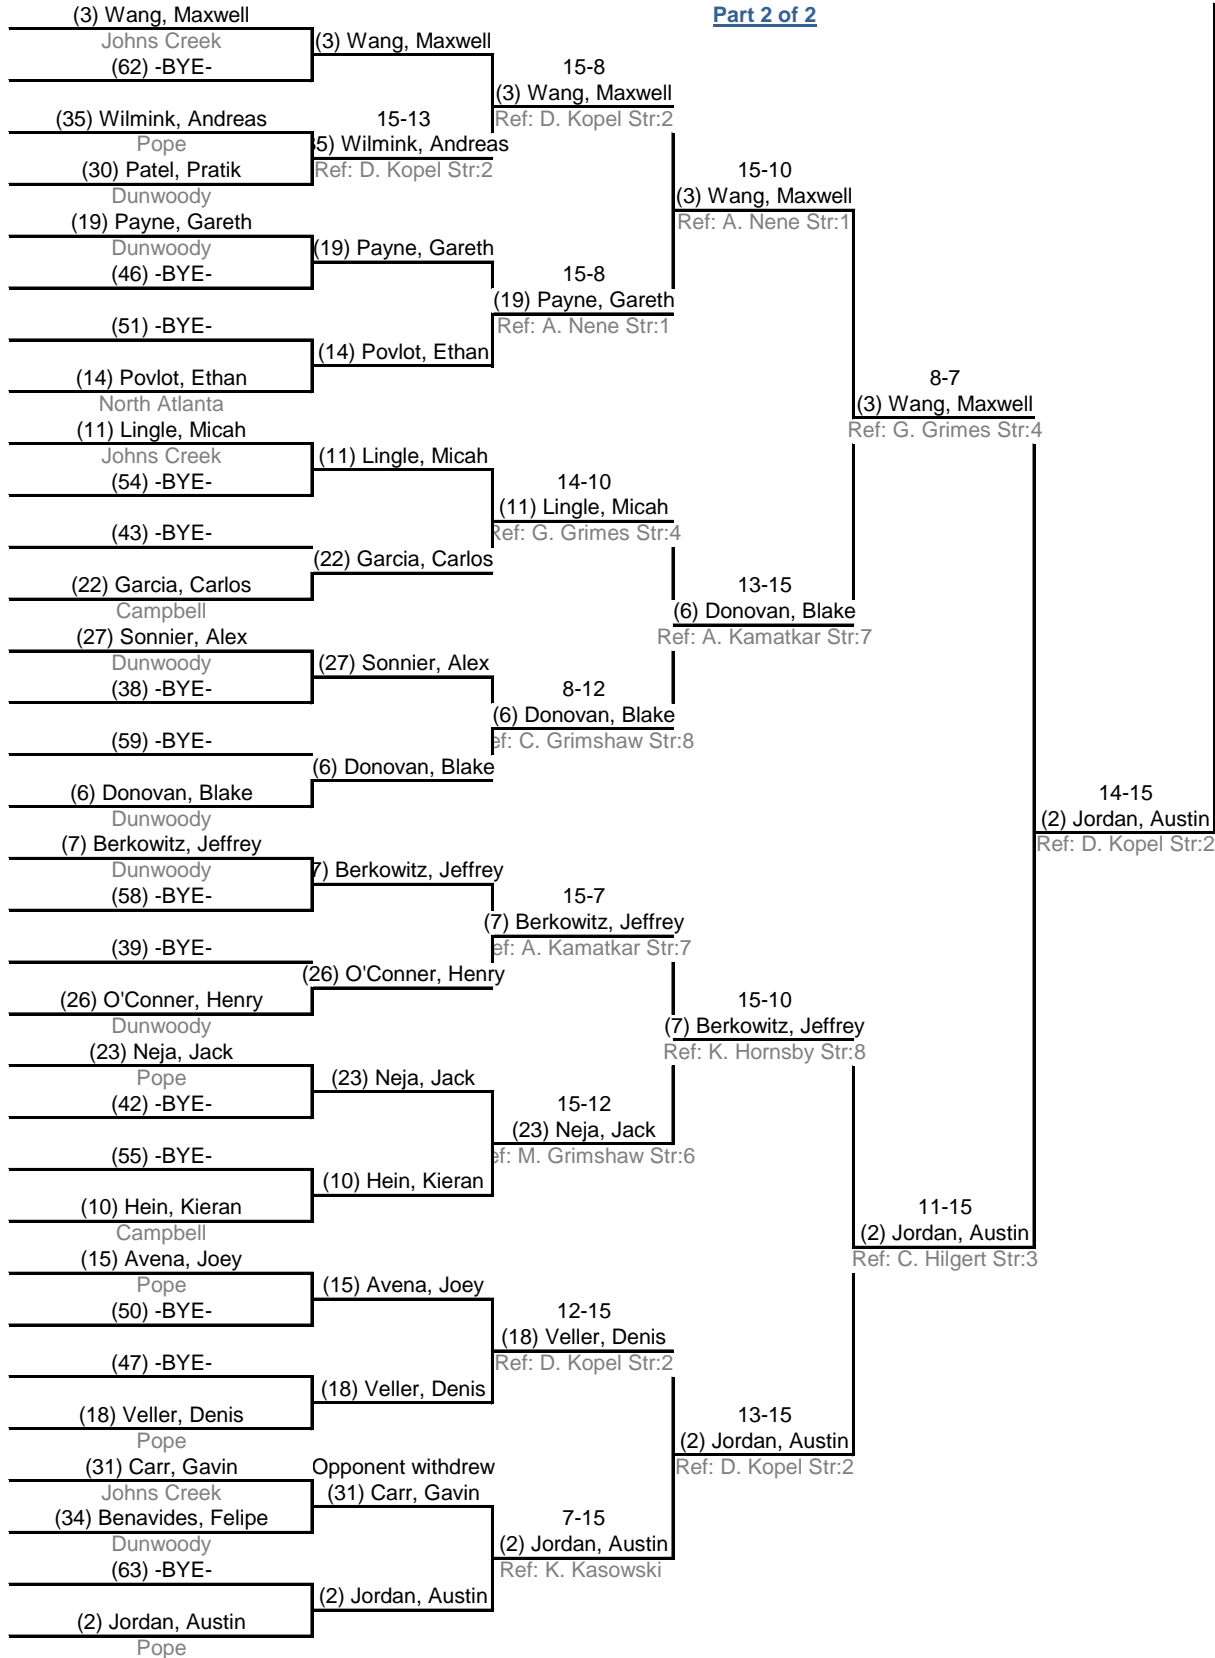 Part 2 of 2
(3) Wang, Maxwell
Johns Creek
(62) -BYE-
(35) Wilmink, Andreas
Pope
(30) Patel, Pratik
Dunwoody
(19) Payne, Gareth
Dunwoody
(46) -BYE-
(51) -BYE-
(14) Povlot, Ethan
North Atlanta
(11) Lingle, Micah
Johns Creek
(54) -BYE-
(43) -BYE-
(22) Garcia, Carlos
Campbell
(27) Sonnier, Alex
Dunwoody
(38) -BYE-
(59) -BYE-
(6) Donovan, Blake
Dunwoody
(7) Berkowitz, Jeffrey
Dunwoody
(58) -BYE-
(39) -BYE-
(26) O'Conner, Henry
Dunwoody
(23) Neja, Jack
Pope
(42) -BYE-
(55) -BYE-
(10) Hein, Kieran
Campbell
(15) Avena, Joey
Pope
(50) -BYE-
(47) -BYE-
(18) Veller, Denis
Pope
(31) Carr, Gavin
Johns Creek
(34) Benavides, Felipe
Dunwoody
(63) -BYE-
(2) Jordan, Austin
Pope
(3) Wang, Maxwell
15-13
5) Wilmink, Andreas
Ref: D. Kopel Str:2
(19) Payne, Gareth
(14) Povlot, Ethan
(11) Lingle, Micah
(22) Garcia, Carlos
(27) Sonnier, Alex
(6) Donovan, Blake
7) Berkowitz, Jeffrey
(26) O'Conner, Henry
(23) Neja, Jack
(10) Hein, Kieran
(15) Avena, Joey
(18) Veller, Denis
Opponent withdrew
(31) Carr, Gavin
(2) Jordan, Austin
15-8
(3) Wang, Maxwell
Ref: D. Kopel Str:2
15-8
(19) Payne, Gareth
Ref: A. Nene Str:1
14-10
(11) Lingle, Micah
Ref: G. Grimes Str:4
8-12
(6) Donovan, Blake
ef: C. Grimshaw Str:8
15-7
(7) Berkowitz, Jeffrey
ef: A. Kamatkar Str:7
15-12
(23) Neja, Jack
ef: M. Grimshaw Str:6
12-15
(18) Veller, Denis
Ref: D. Kopel Str:2
7-15
(2) Jordan, Austin
Ref: K. Kasowski
15-10
(3) Wang, Maxwell
Ref: A. Nene Str:1
13-15
(6) Donovan, Blake
Ref: A. Kamatkar Str:7
15-10
(7) Berkowitz, Jeffrey
Ref: K. Hornsby Str:8
13-15
(2) Jordan, Austin
Ref: D. Kopel Str:2
8-7
(3) Wang, Maxwell
Ref: G. Grimes Str:4
11-15
(2) Jordan, Austin
Ref: C. Hilgert Str:3
14-15
(2) Jordan, Austin
Ref: D. Kopel Str:2